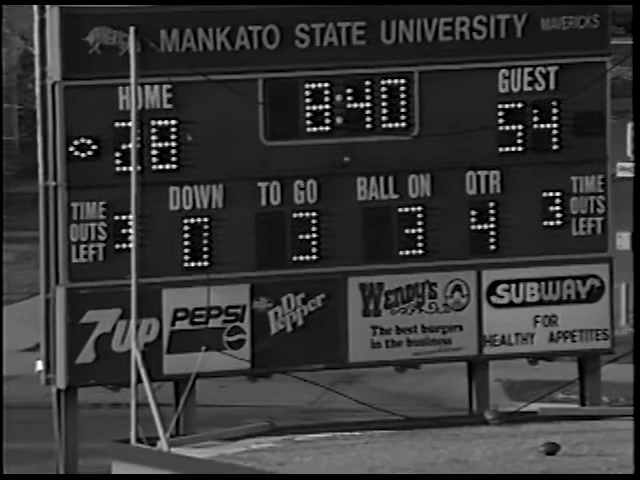 MANKATO STATE UNIVERSITY MAVERICKS
HOME 8:40 GUEST
28 54
DOWN TO GO BALL ON QTR
TIME OUTS LEFT 3 0 3 3 4 3 TIME OUTS LEFT
7UP PEPSI Dr Pepper WENDY'S SUBWAY
The best burgers
in the business
FOR
HEALTHY APPETITES